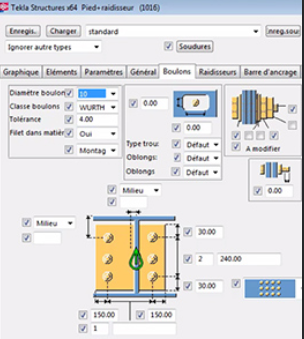 Tekla Structures x64 Pied+raidisseur (1016)
Enregis. Charger standard nreg.sous
Ignorer autre types Soudures
Graphique Eléments Paramètres Général Boulons Raidisseurs Barre d'ancrage
Diamètre boulon 10
Classe boulons WURTH
Tolérance 4.00
Filet dans matièr Oui
Montag
0.00
0.00
Type trou: Défaut
Oblongs: Défaut
Oblongs Défaut
A modifier
0.00
Milieu
Milieu
30.00
2 240.00
30.00
150.00 150.00
1